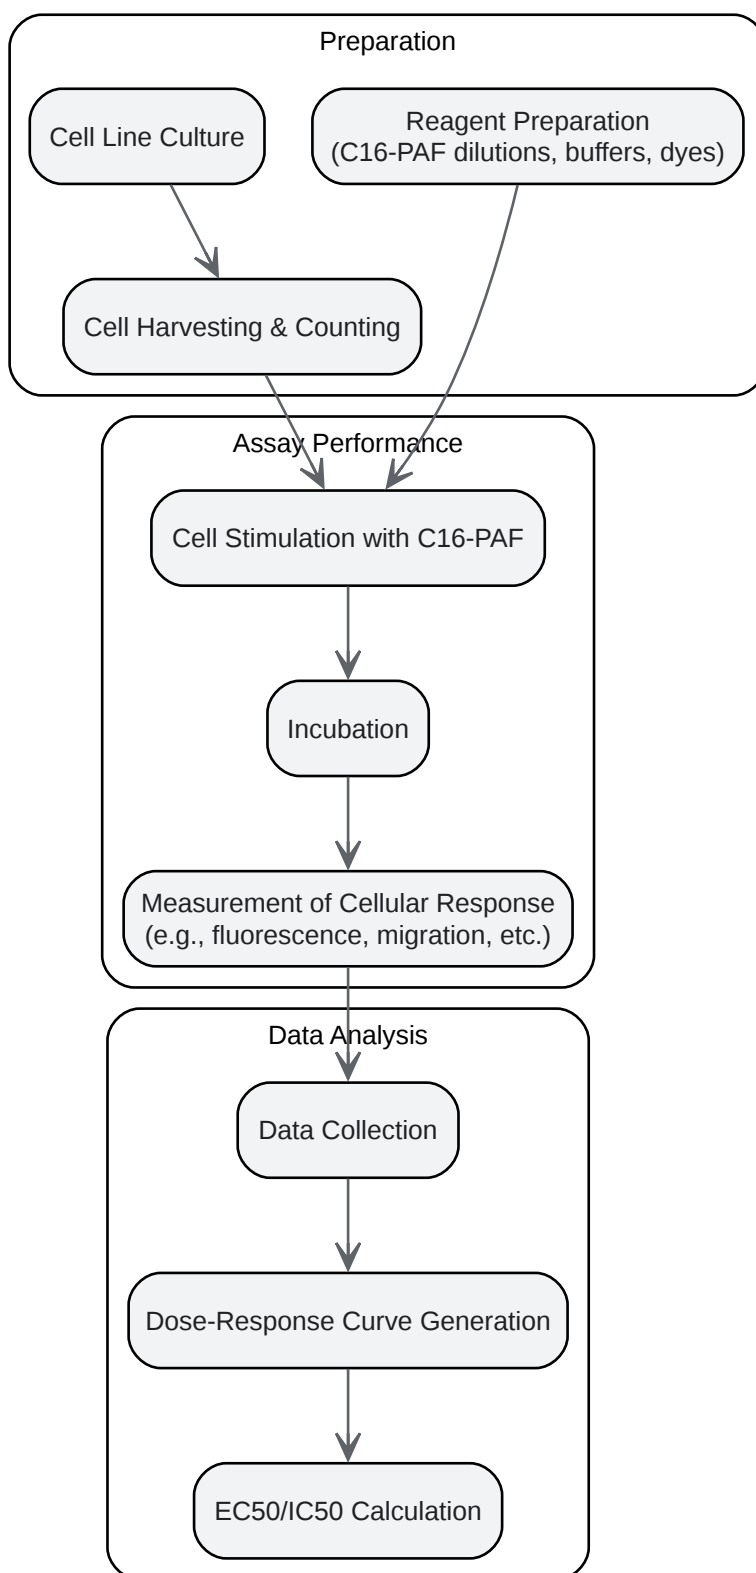 Preparation
Cell Line Culture
Reagent Preparation
(C16-PAF dilutions, buffers, dyes)
Cell Harvesting & Counting
Assay Performance
Cell Stimulation with C16-PAF
Incubation
Measurement of Cellular Response
(e.g., fluorescence, migration, etc.)
Data Analysis
Data Collection
Dose-Response Curve Generation
EC50/IC50 Calculation